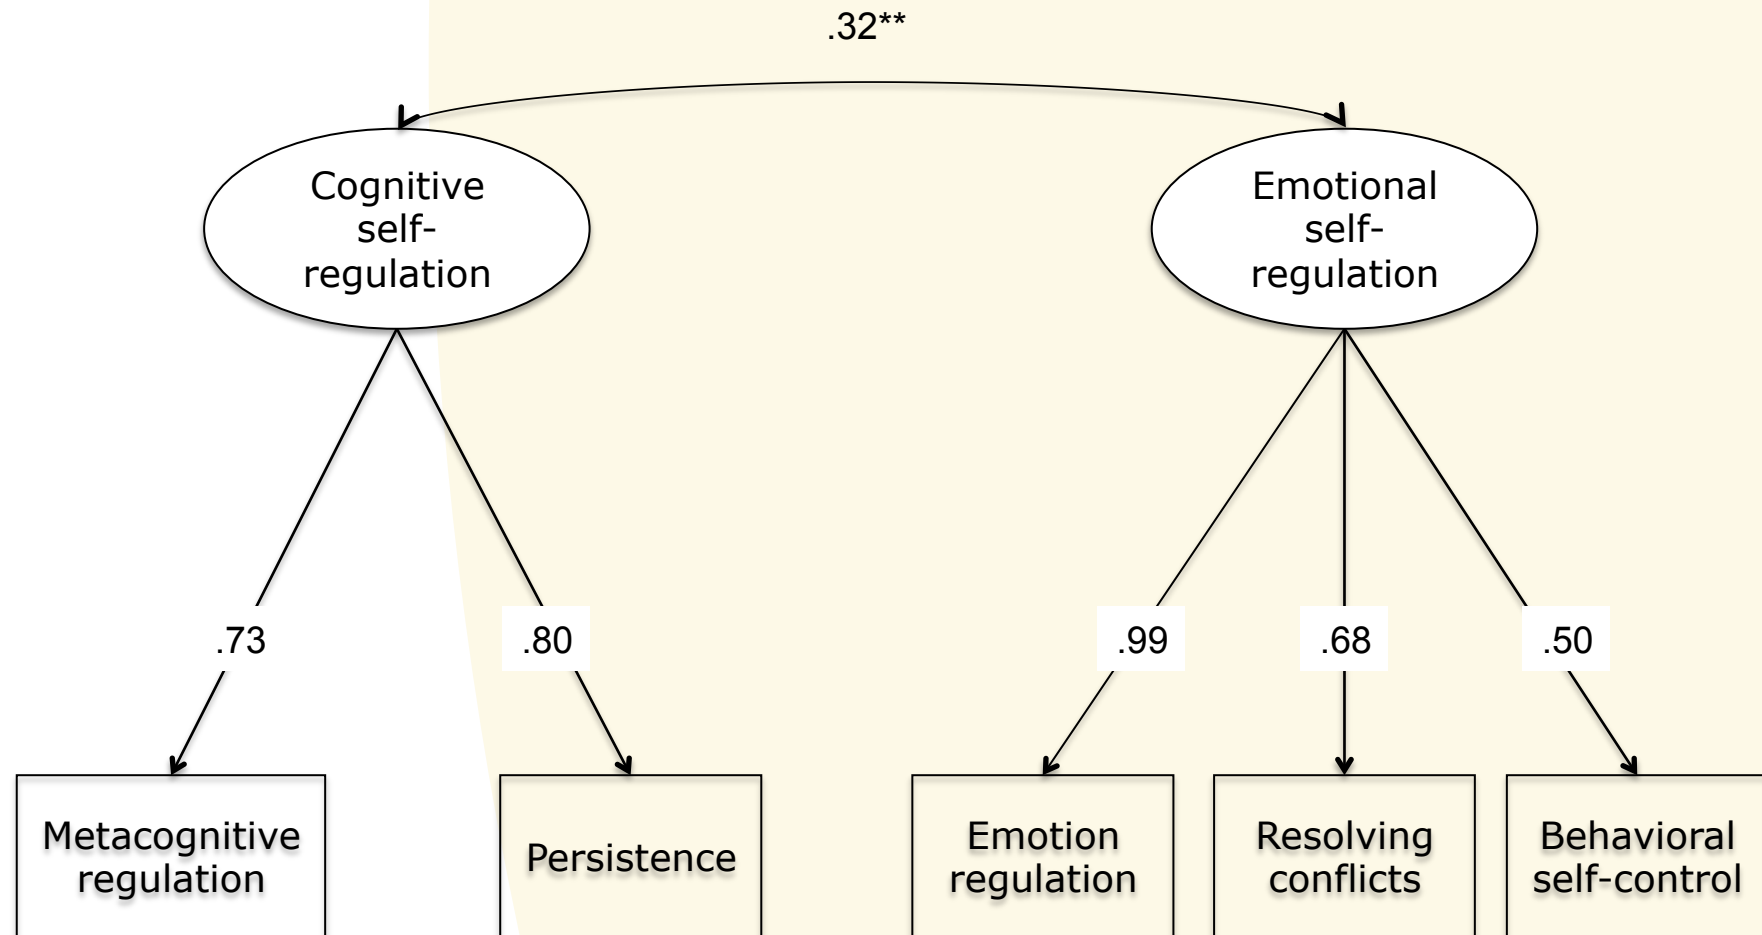 .32**
Cognitive
self-
regulation
Emotional
self-
regulation
.73
.80
.99
.68
.50
Metacognitive
regulation
Persistence
Emotion
regulation
Resolving
conflicts
Behavioral
self-control